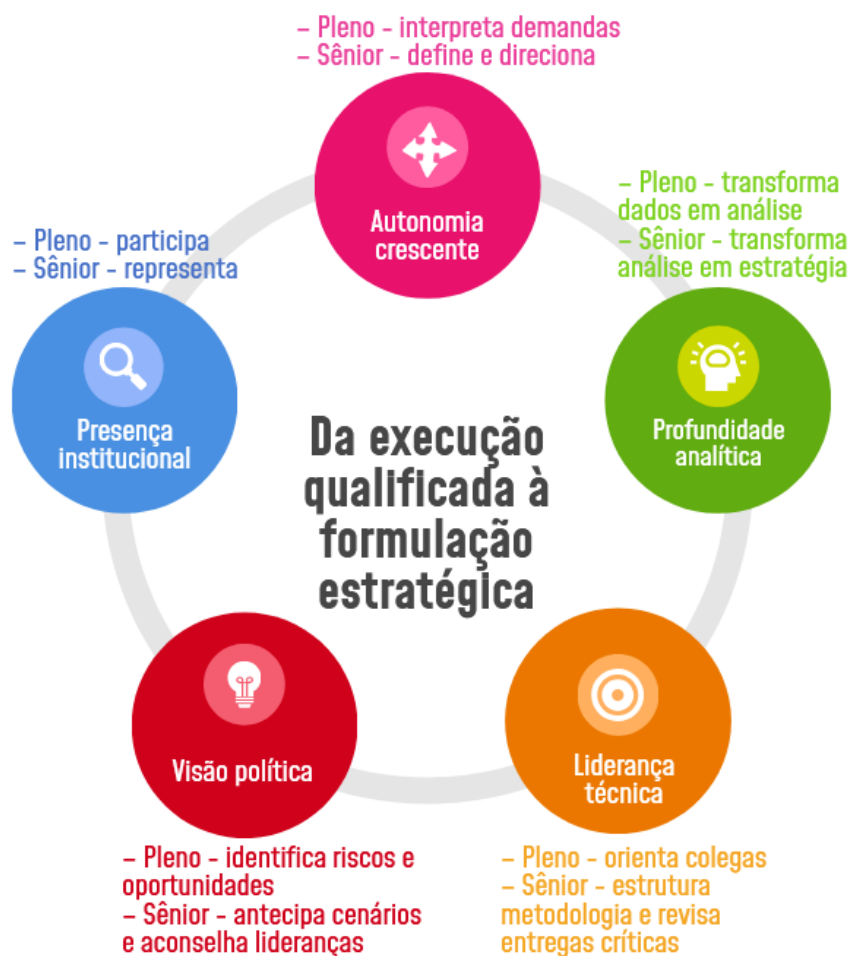 – Pleno - interpreta demandas
– Sênior - define e direciona
Autonomia
crescente
– Pleno - transforma
dados em análise
– Sênior - transforma
análise em estratégia
Profundidade
analítica
– Pleno - participa
– Sênior - representa
Presença
institucional
Da execução
qualificada à
formulação
estratégica
Visão política
– Pleno - identifica riscos e
oportunidades
– Sênior - antecipa cenários
e aconselha lideranças
Liderança
técnica
– Pleno - orienta colegas
– Sênior - estrutura
metodologia e revisa
entregas críticas